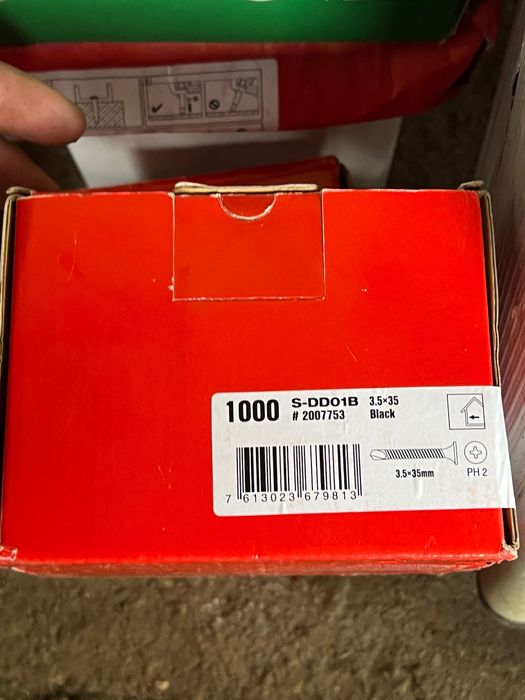 1000 S-DD01B 3.5×35
# 2007753 Black
3.5×35mm
PH 2
7 613023 679813